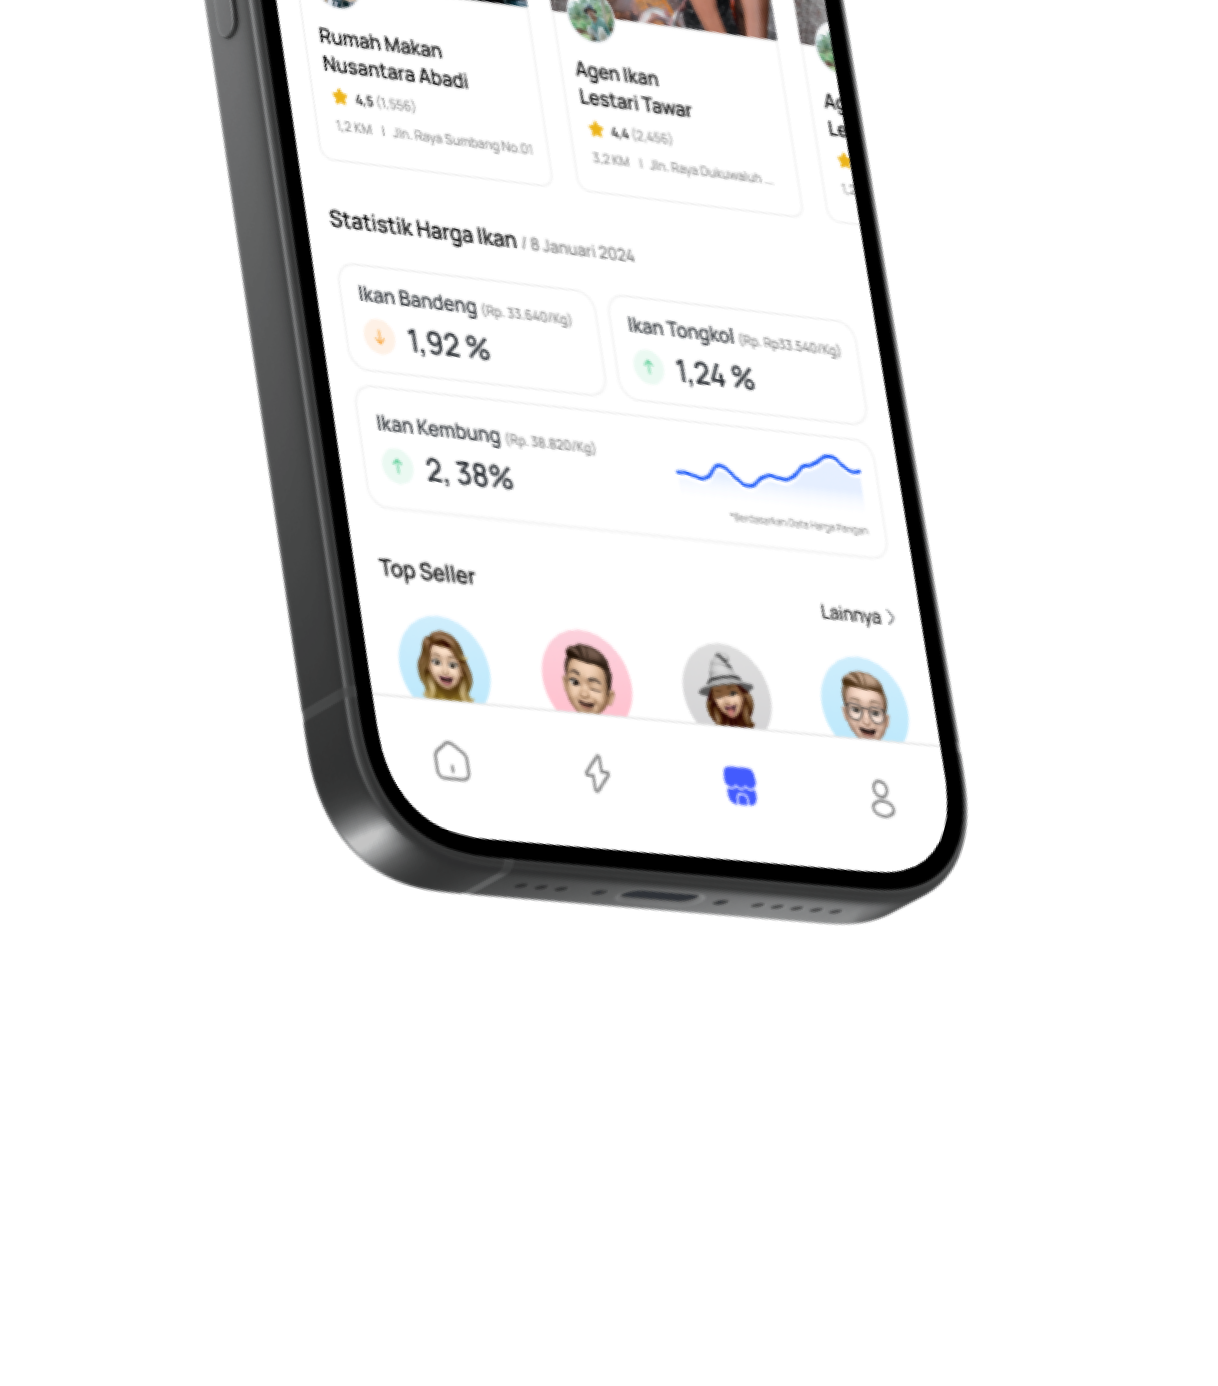 Rumah Makan
Nusantara Abadi
4,5 (1,556)
1,2 KM | Jln. Raya Sumbang No.01
Agen Ikan
Lestari Tawar
4,4 (2,456)
3,2 KM | Jln. Raya Dukuwaluh ...
Ag
Le
1,2
Statistik Harga Ikan / 8 Januari 2024
Ikan Bandeng (Rp. 33.640/Kg)
1,92 %
Ikan Tongkol (Rp. Rp33.540/Kg)
1,24 %
Ikan Kembung (Rp. 38.820/Kg)
2, 38%
*Berdasarkan Data Harga Pangan
Top Seller
Lainnya >